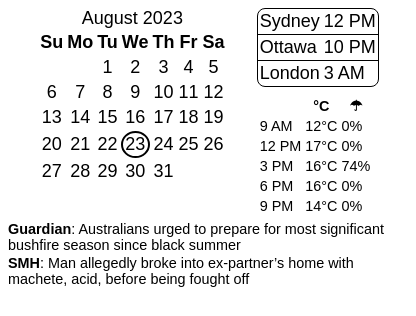 August 2023
Su Mo Tu We Th Fr Sa
1 2 3 4 5
6 7 8 9 10 11 12
13 14 15 16 17 18 19
20 21 22 23 24 25 26
27 28 29 30 31
Sydney 12 PM
Ottawa 10 PM
London 3 AM
°C ☂
9 AM 12°C 0%
12 PM 17°C 0%
3 PM 16°C 74%
6 PM 16°C 0%
9 PM 14°C 0%
Guardian: Australians urged to prepare for most significant
bushfire season since black summer
SMH: Man allegedly broke into ex-partner’s home with
machete, acid, before being fought off